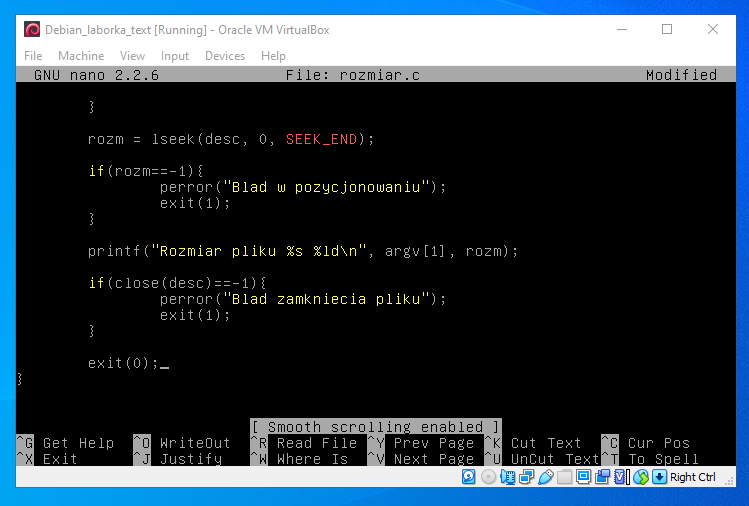 Debian_laborka_text [Running] - Oracle VM VirtualBox
File Machine View Input Devices Help
GNU nano 2.2.6 File: rozmiar.c Modified
}
rozm = lseek(desc, 0, SEEK_END);
if(rozm==-1){
perror("Blad w pozycjonowaniu");
exit(1);
}
printf("Rozmiar pliku %s %ld\n", argv[1], rozm);
if(close(desc)==-1){
perror("Blad zamkniecia pliku");
exit(1);
}
exit(0);_
}
[ Smooth scrolling enabled ]
^G Get Help ^O WriteOut ^R Read File ^Y Prev Page ^K Cut Text ^C Cur Pos
^X Exit ^J Justify ^W Where Is ^V Next Page ^U UnCut Text ^T To Spell
Right Ctrl